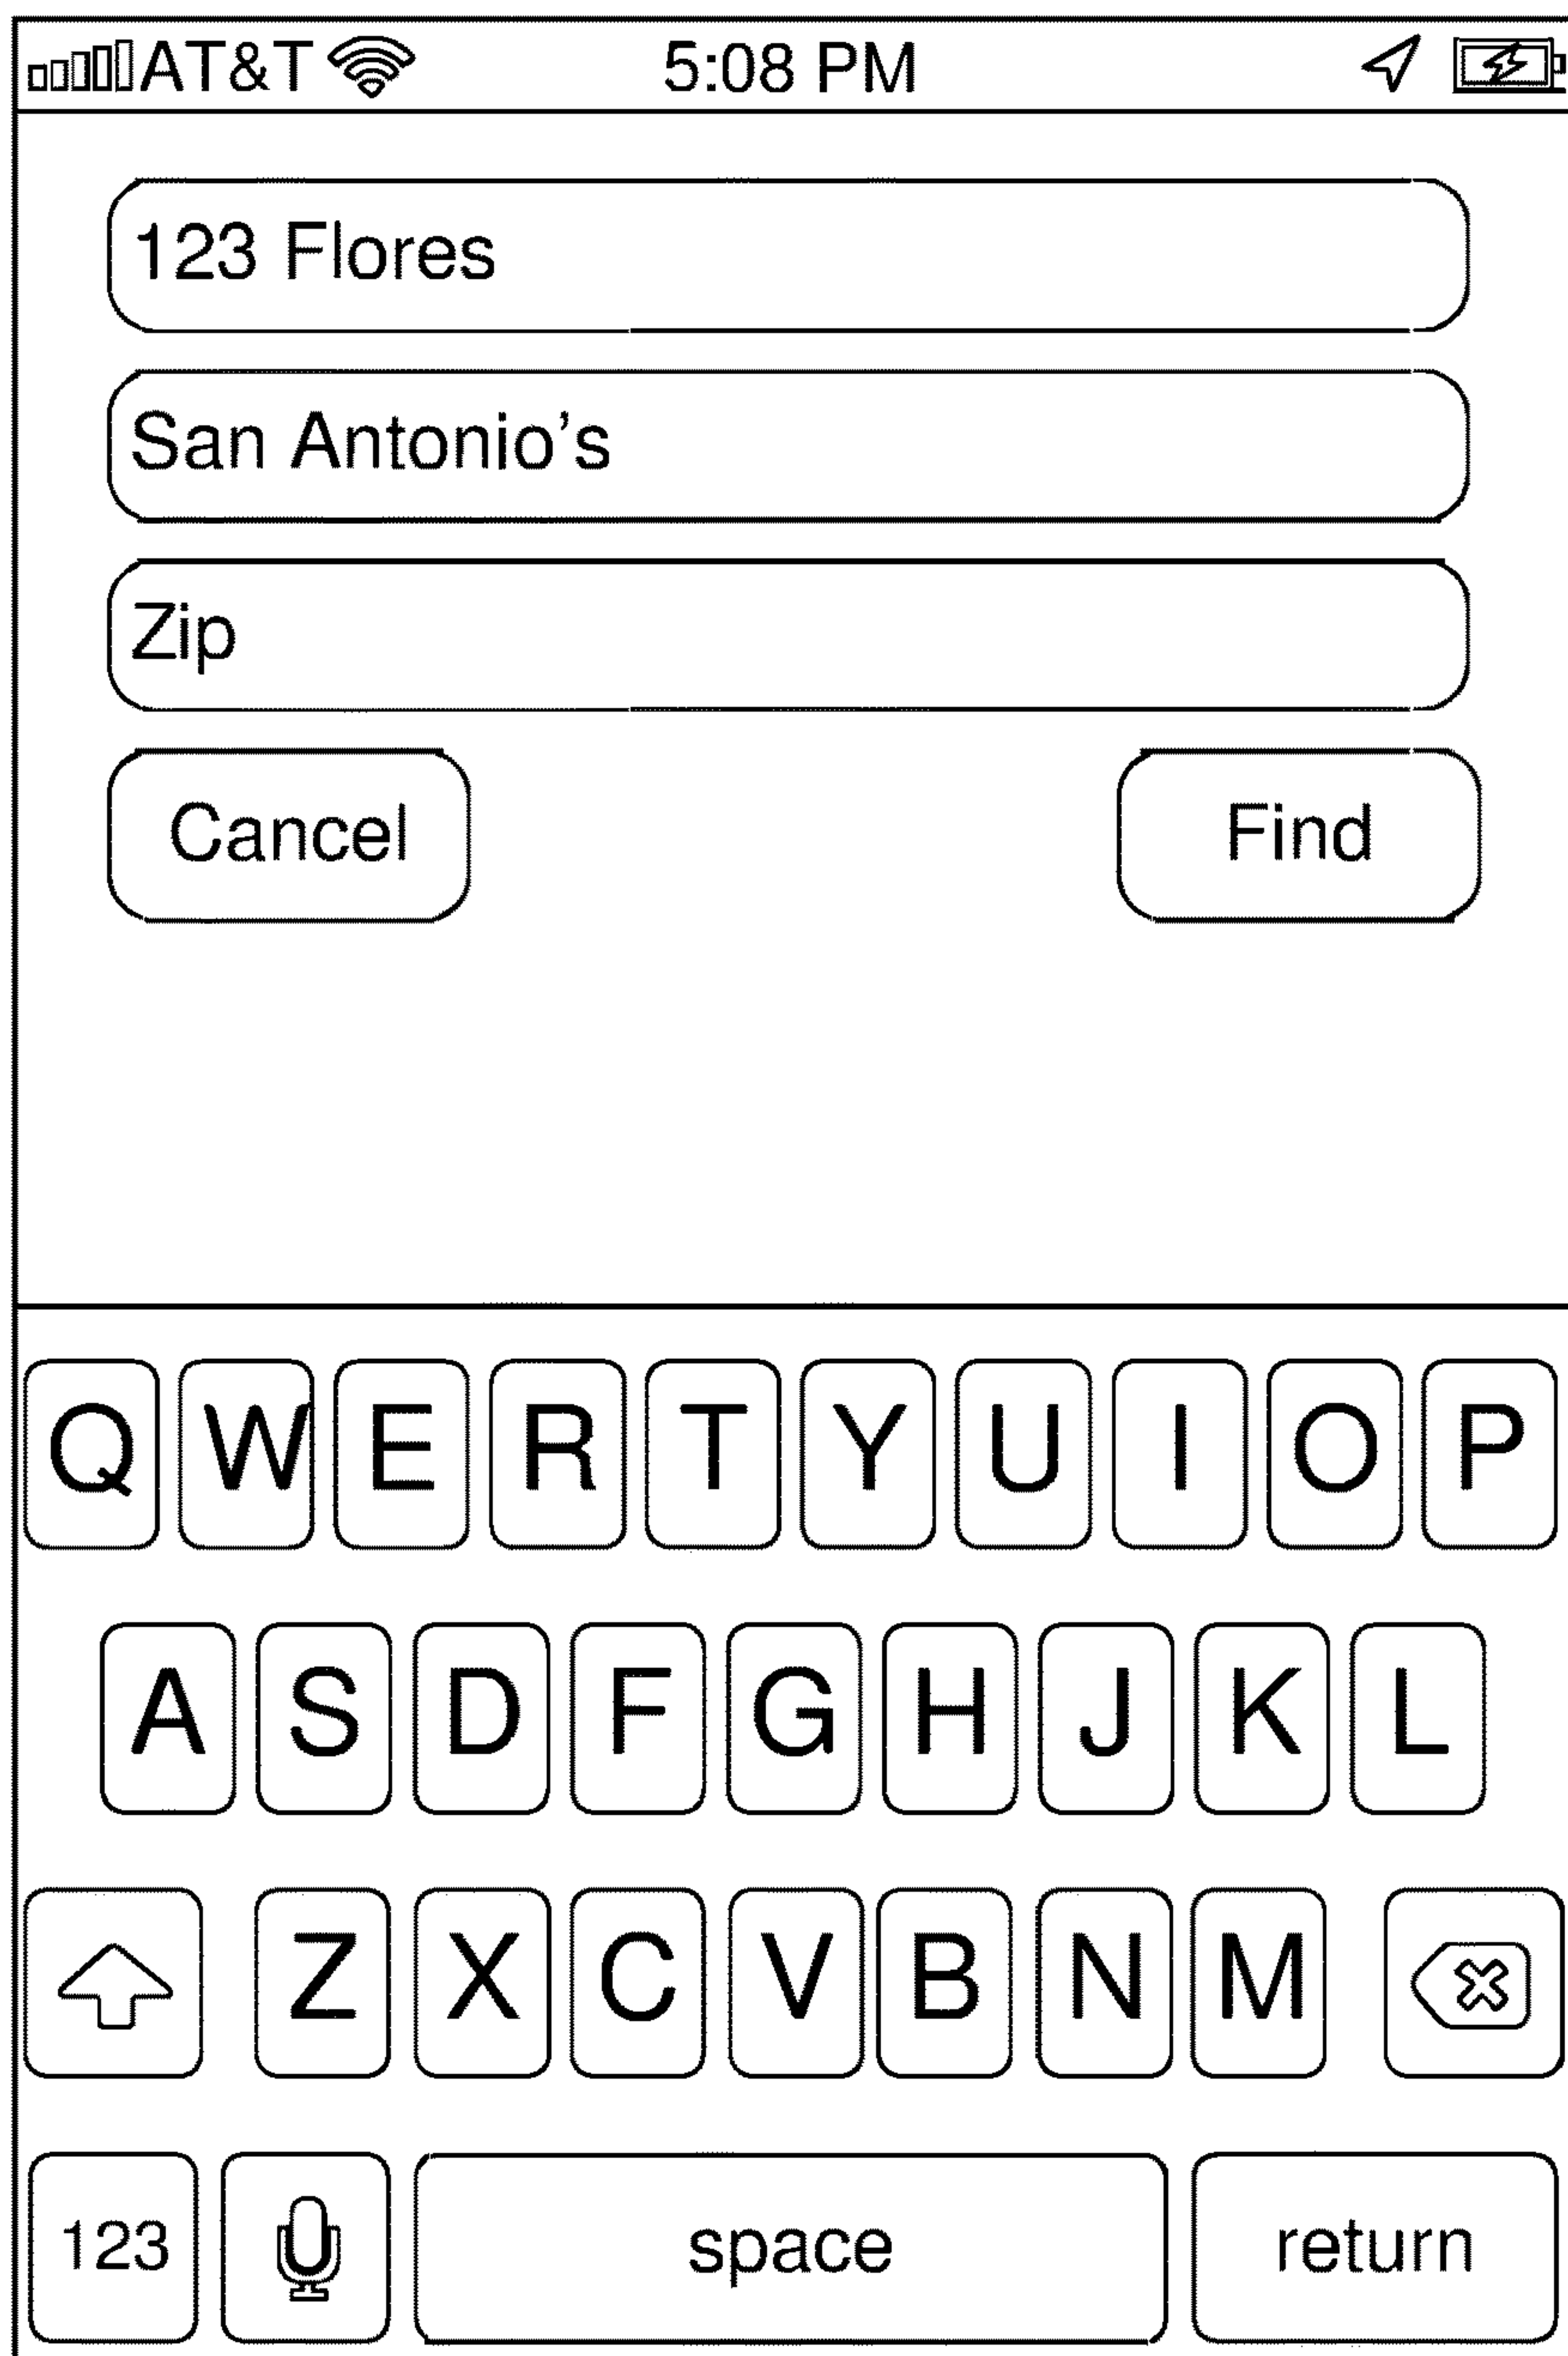 AT&T 5:08 PM
123 Flores
San Antonio’s
Zip
Cancel Find
Q W E R T Y U I O P
A S D F G H J K L
Z X C V B N M
123 space return